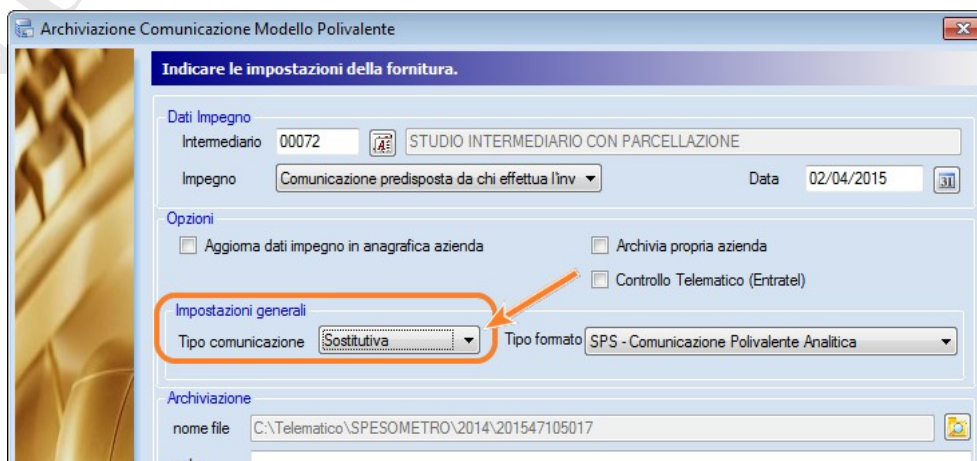 Archiviazione Comunicazione Modello Polivalente
Indicare le impostazioni della fornitura.
Dati Impegno
Intermediario 00072 STUDIO INTERMEDIARIO CON PARCELLAZIONE
Impegno Comunicazione predisposta da chi effettua l'inv Data 02/04/2015 31
Opzioni
Aggiorna dati impegno in anagrafica azienda Archivia propria azienda
Controllo Telematico (Entratel)
Impostazioni generali
Tipo comunicazione Sostitutiva Tipo formato SPS - Comunicazione Polivalente Analitica
Archiviazione
nome file C:\Telematico\SPESOMETRO\2014\201547105017